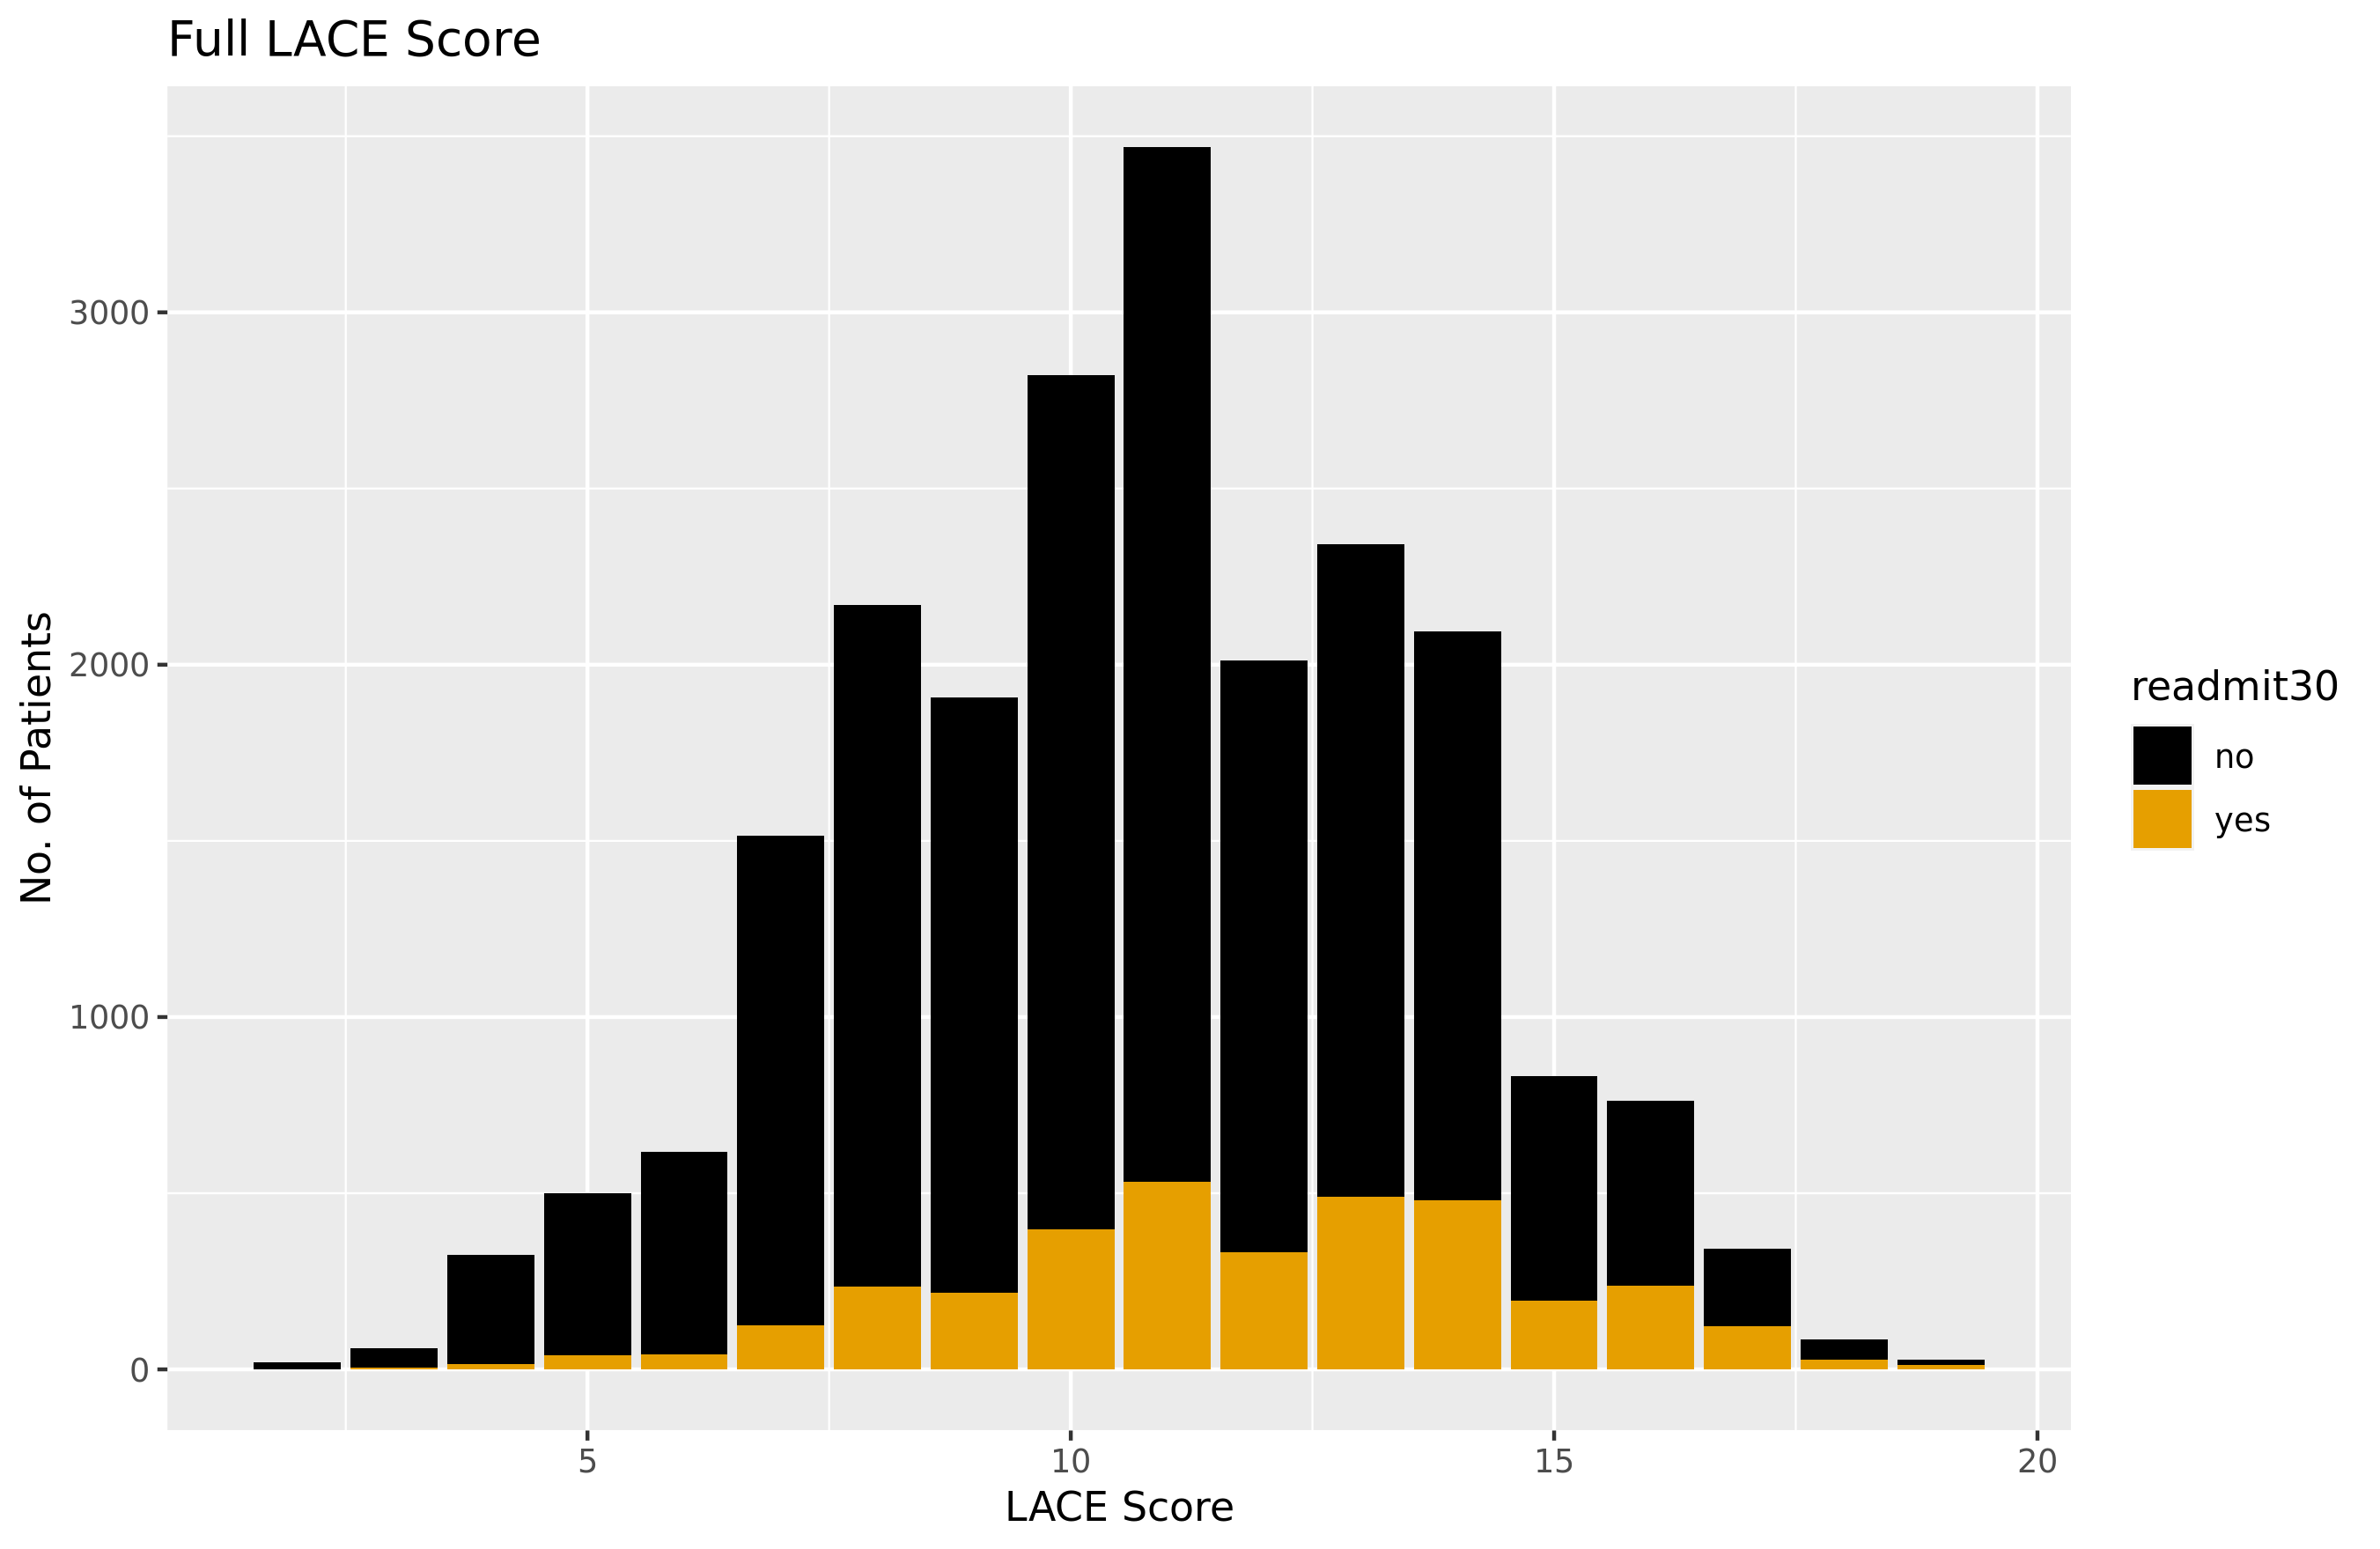 Full LACE Score
3000
2000
1000
0
No. of Patients
5
10
15
20
LACE Score
readmit30
no
yes